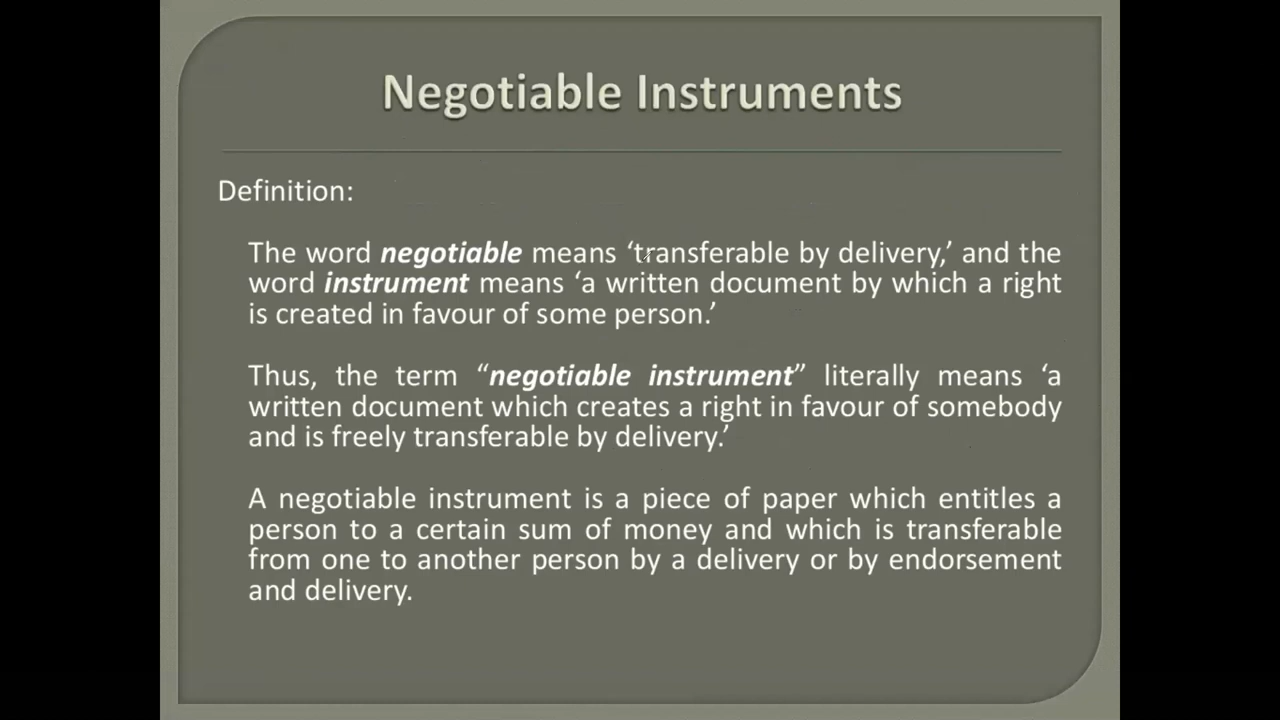 Negotiable Instruments
Definition:
The word negotiable means ‘transferable by delivery,’ and the
word instrument means ‘a written document by which a right
is created in favour of some person.’
Thus, the term “negotiable instrument” literally means ‘a
written document which creates a right in favour of somebody
and is freely transferable by delivery.’
A negotiable instrument is a piece of paper which entitles a
person to a certain sum of money and which is transferable
from one to another person by a delivery or by endorsement
and delivery.